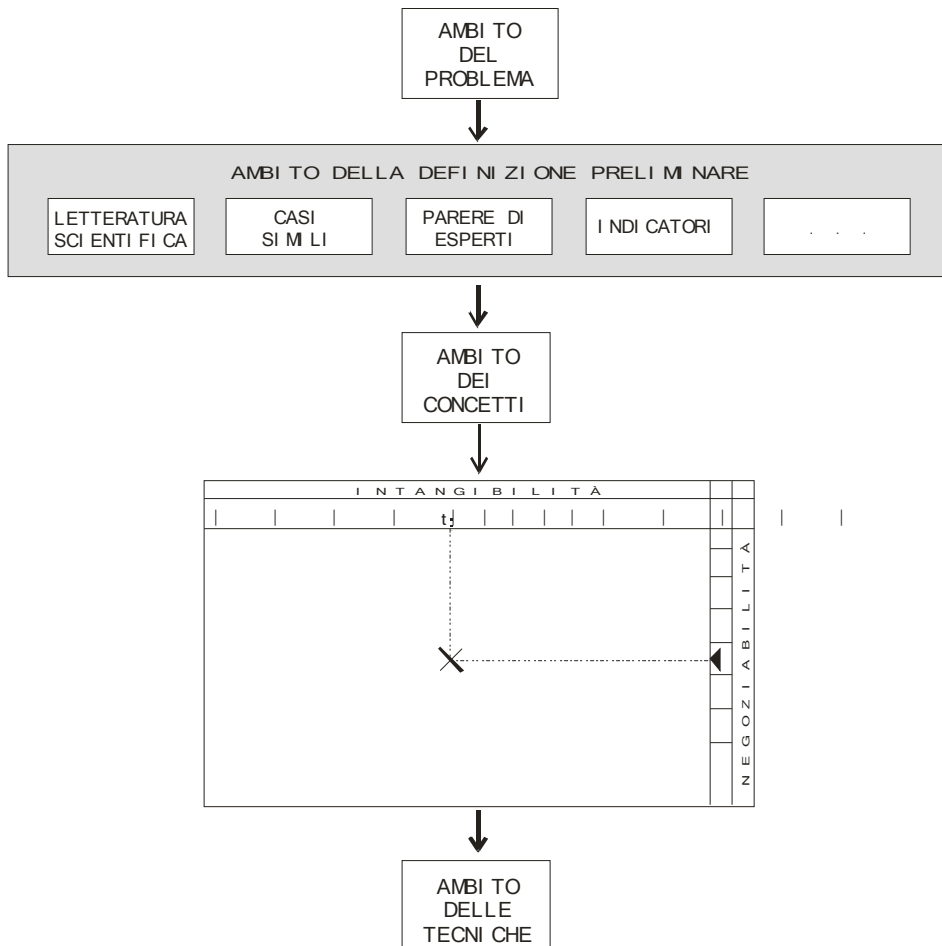 AMBITO
DEL
PROBLEMA
AMBITO DELLA DEFINIZIONE PRELIMINARE
LETTERATURA
SCIENTIFICA
CASI
SIMILI
PARERE DI
ESPERTI
INDICATORI
. . .
AMBITO
DEI
CONCETTI
INTANGIBILITÀ
t
NEGOZIABILITÀ
AMBITO
DELLE
TECNICHE